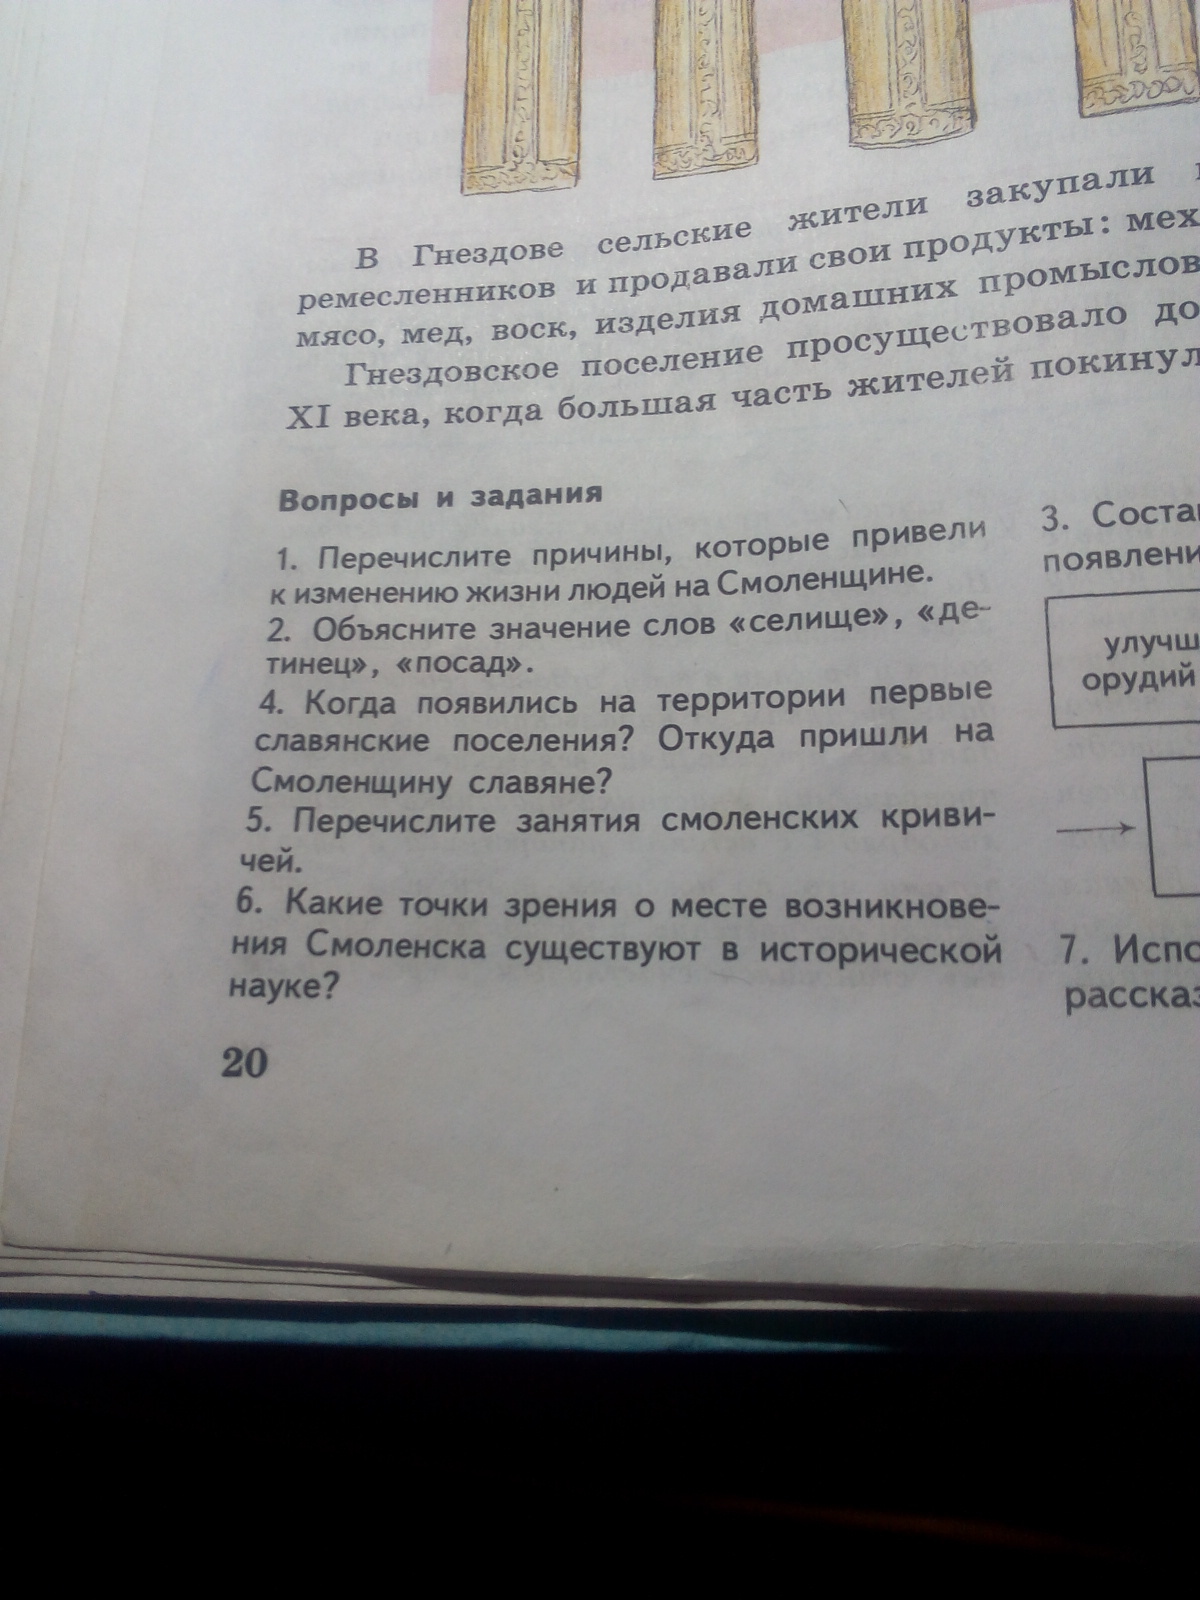 В Гнездове сельские жители закупали
ремесленников и продавали свои продукты: мех
мясо, мед, воск, изделия домашних промыслов
Гнездовское поселение просуществовало до
XI века, когда большая часть жителей покинул
Вопросы и задания
1. Перечислите причины, которые привели
к изменению жизни людей на Смоленщине.
2. Объясните значение слов «селище», «де-
тинец», «посад».
4. Когда появились на территории первые
славянские поселения? Откуда пришли на
Смоленщину славяне?
5. Перечислите занятия смоленских криви-
чей.
6. Какие точки зрения о месте возникнове-
ния Смоленска существуют в исторической
науке?
3. Соста
появлени
улучш
орудий
7. Испо
рассказ
20